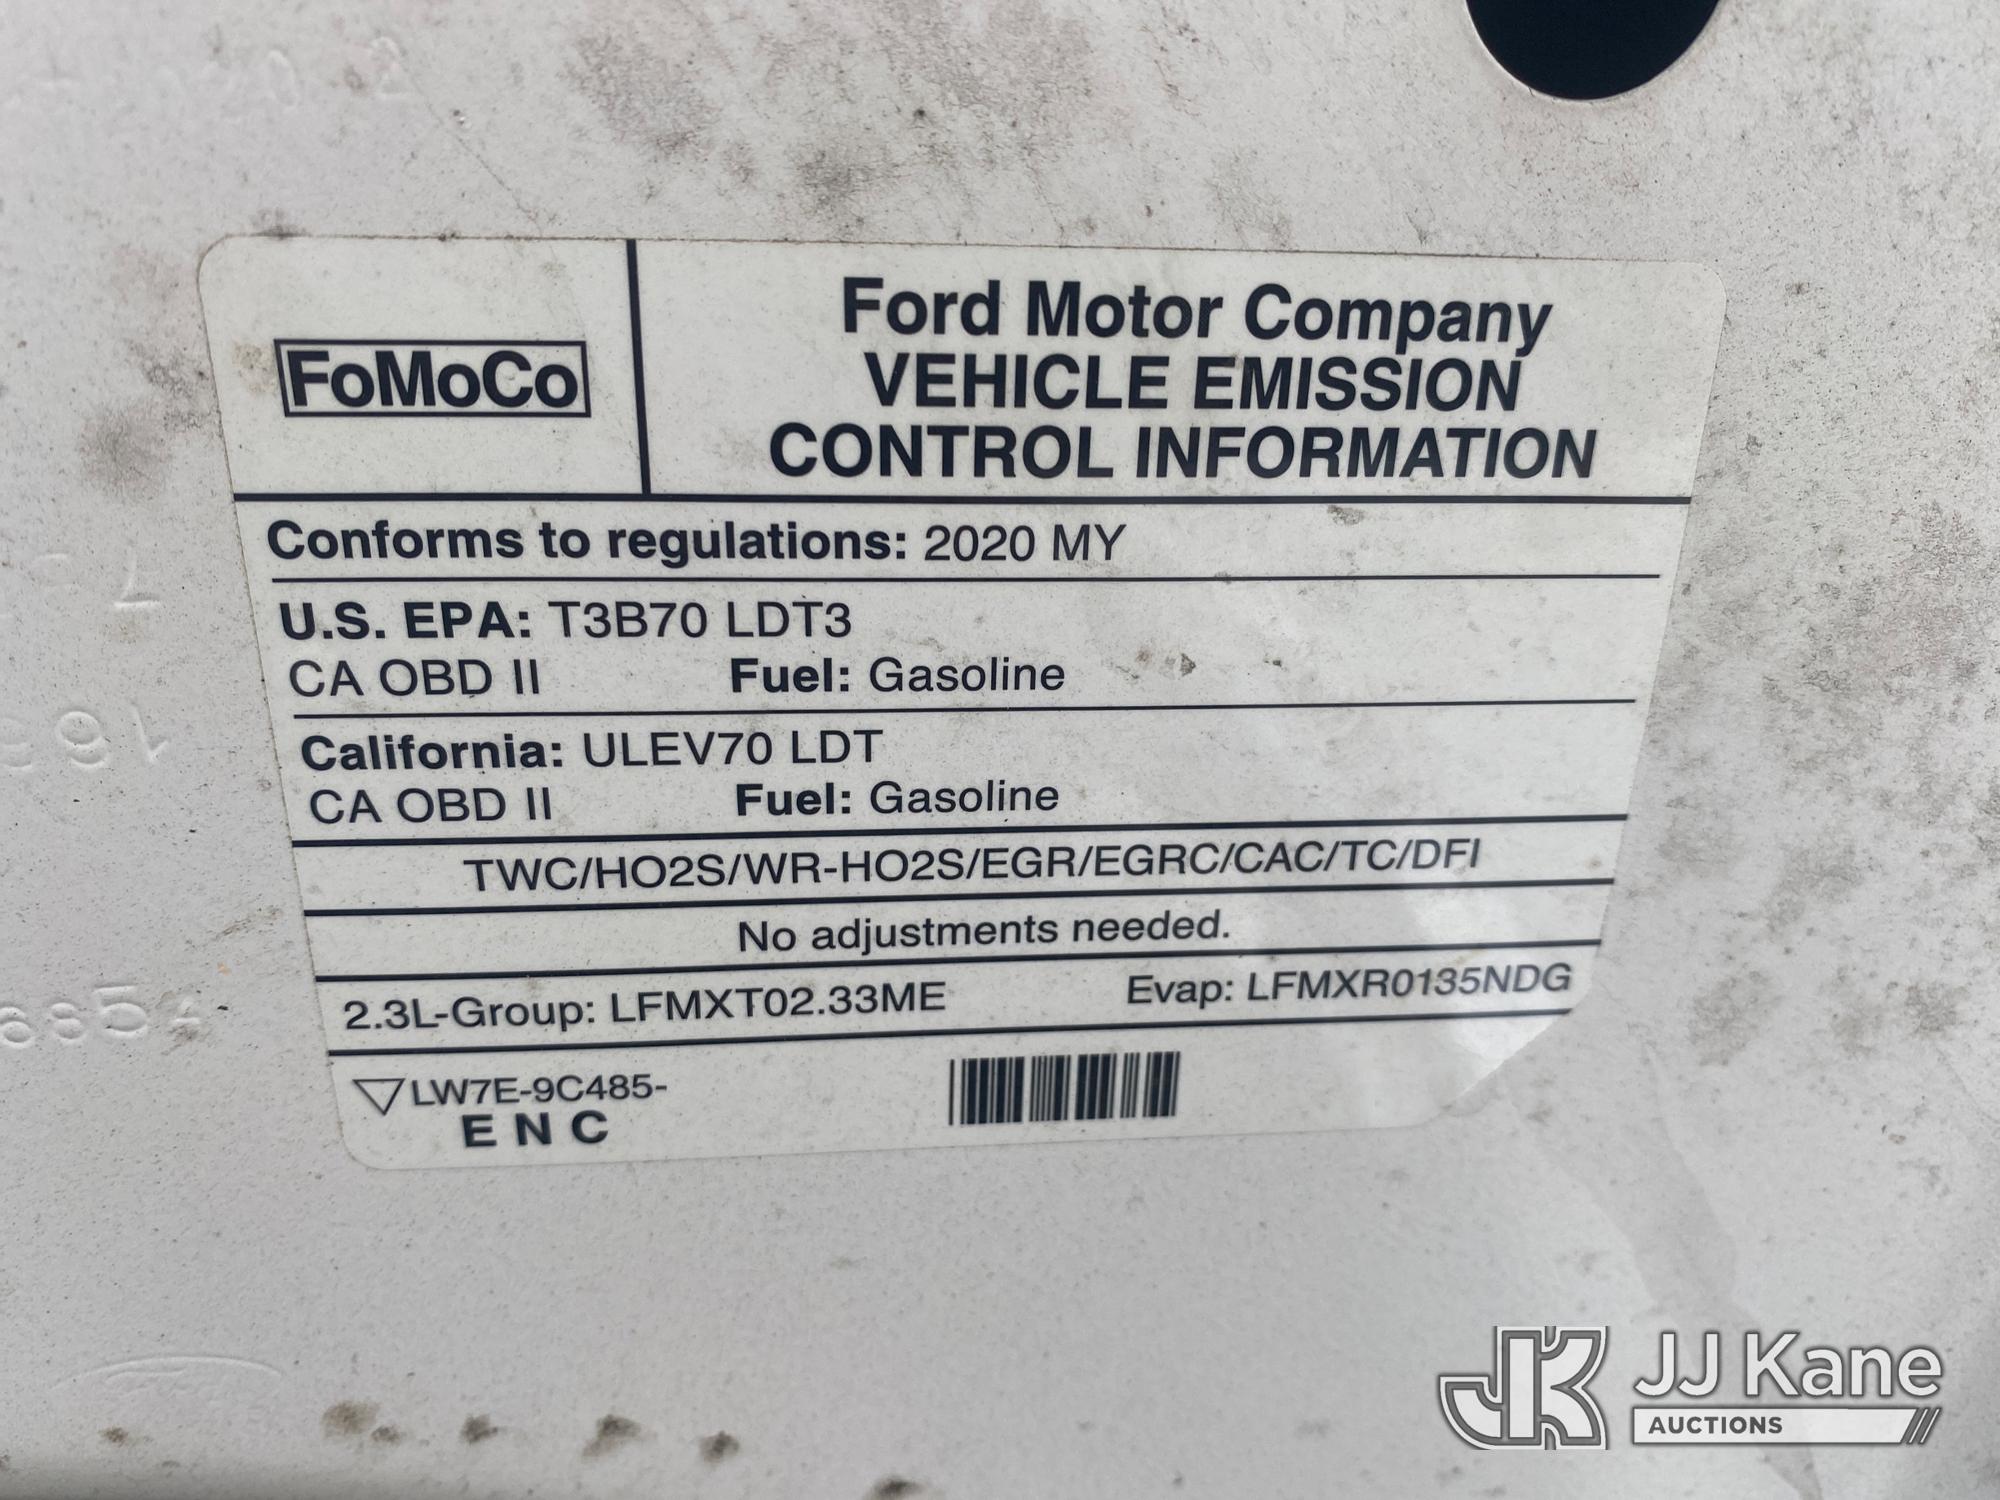 FoMoCo
Ford Motor Company
VEHICLE EMISSION
CONTROL INFORMATION
Conforms to regulations: 2020 MY
U.S. EPA: T3B70 LDT3
CA OBD II Fuel: Gasoline
California: ULEV70 LDT
CA OBD II Fuel: Gasoline
TWC/HO2S/WR-HO2S/EGR/EGRC/CAC/TC/DFI
No adjustments needed.
2.3L-Group: LFMXT02.33ME Evap: LFMXR0135NDG
LW7E-9C485-
E N C
JK JJ Kane
AUCTIONS